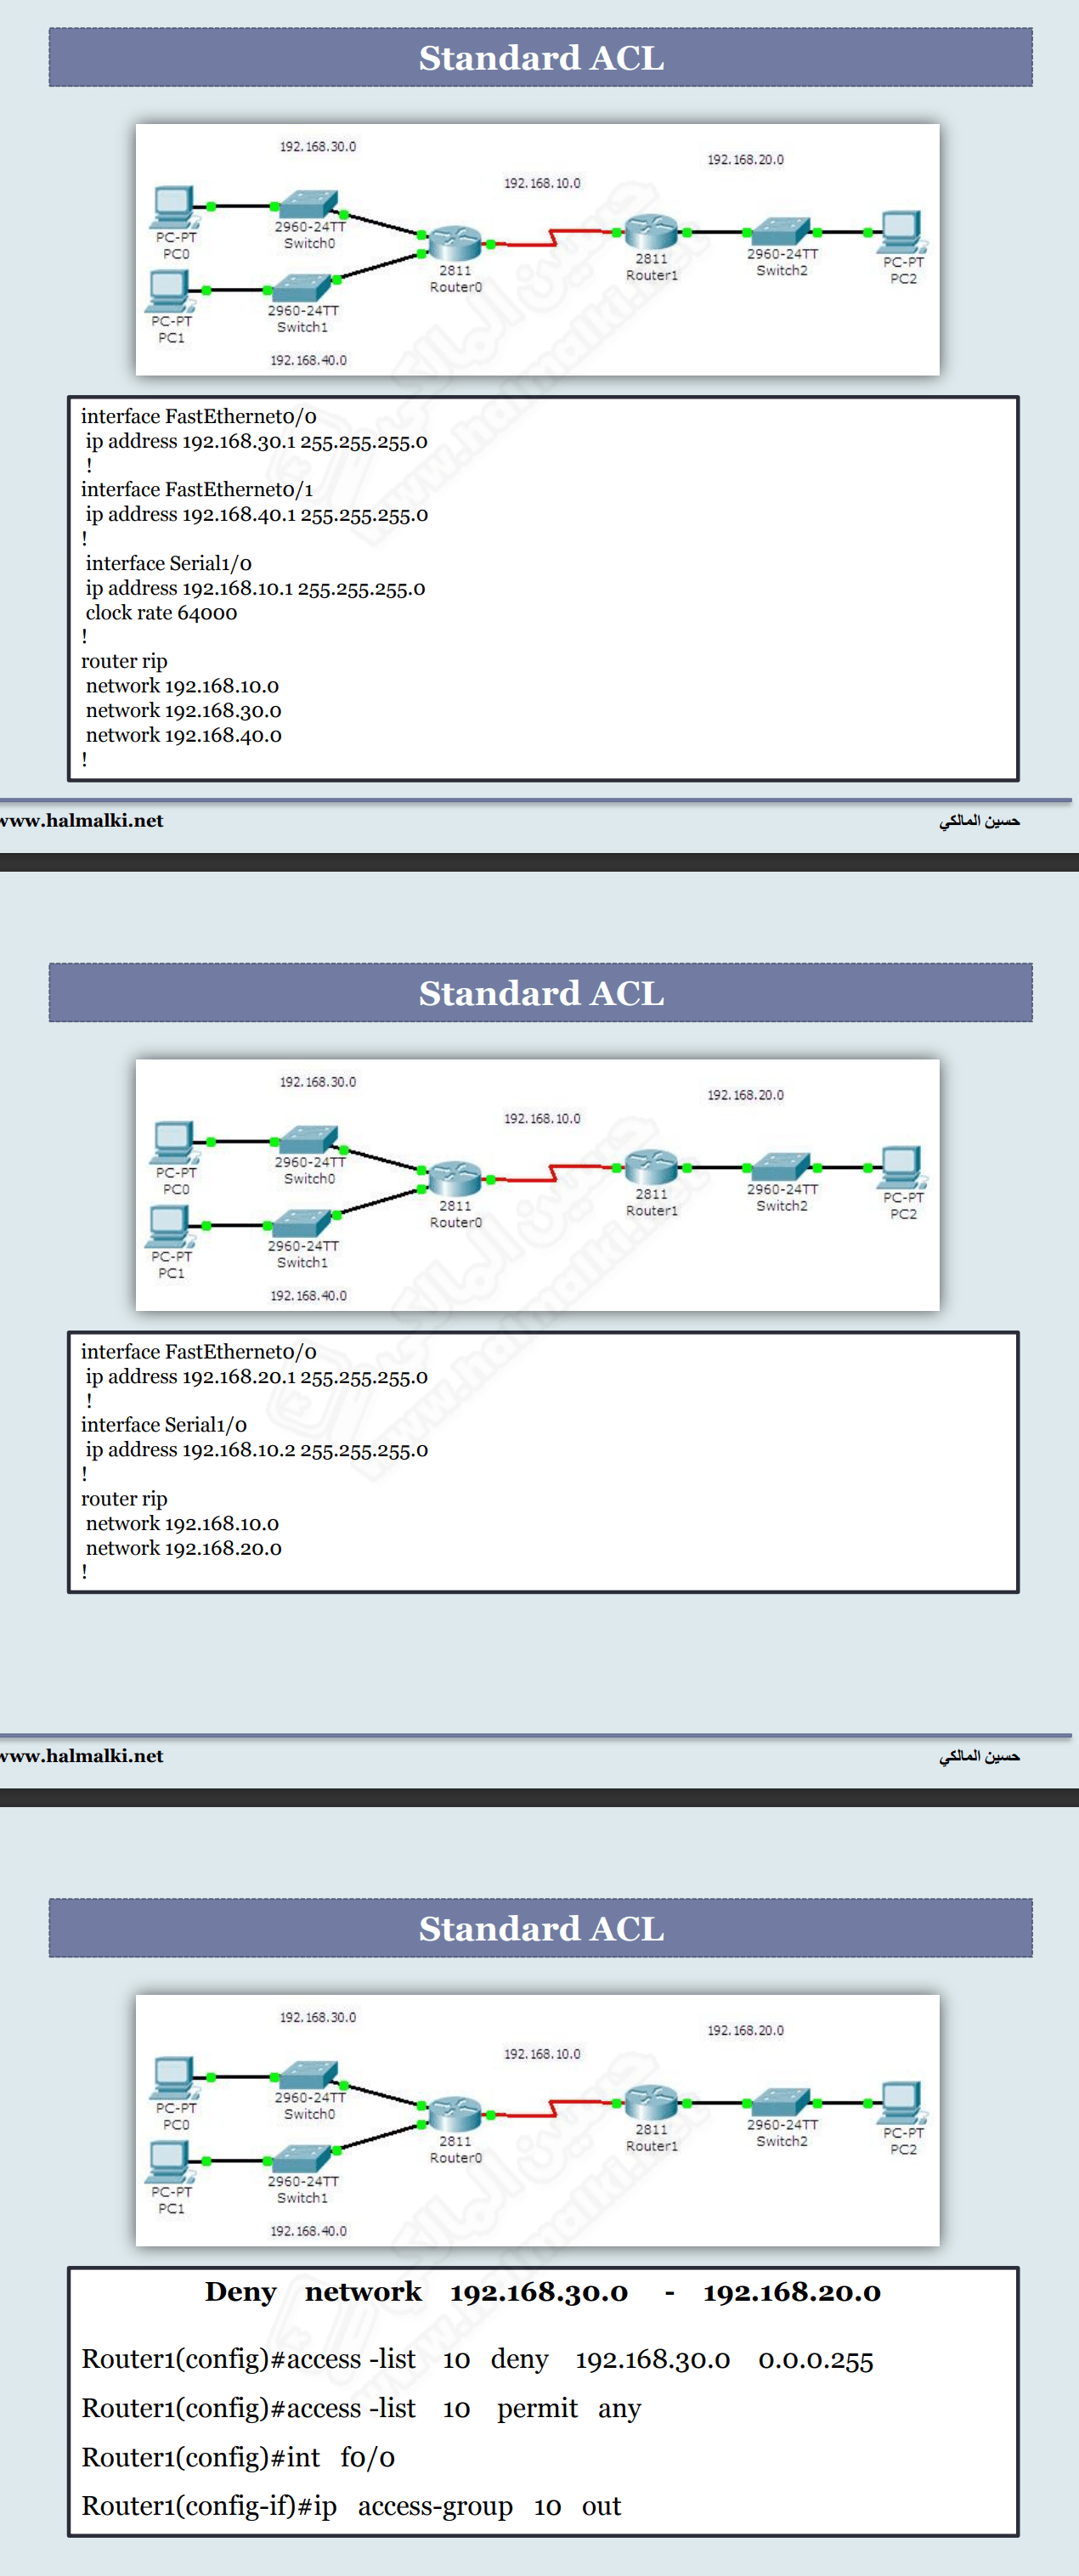 Standard ACL
192.168.30.0
192.168.20.0
192.168.10.0
PC-PT
PC0
2960-24TT
Switch0
2811
Router0
2811
Router1
2960-24TT
Switch2
PC-PT
PC2
PC-PT
PC1
2960-24TT
Switch1
192.168.40.0
interface FastEthernet0/0
ip address 192.168.30.1 255.255.255.0
!
interface FastEthernet0/1
ip address 192.168.40.1 255.255.255.0
!
interface Serial1/0
ip address 192.168.10.1 255.255.255.0
clock rate 64000
!
router rip
network 192.168.10.0
network 192.168.30.0
network 192.168.40.0
!
www.halmalki.net
حسين المالكي
Standard ACL
192.168.30.0
192.168.20.0
192.168.10.0
PC-PT
PC0
2960-24TT
Switch0
2811
Router0
2811
Router1
2960-24TT
Switch2
PC-PT
PC2
PC-PT
PC1
2960-24TT
Switch1
192.168.40.0
interface FastEthernet0/0
ip address 192.168.20.1 255.255.255.0
!
interface Serial1/0
ip address 192.168.10.2 255.255.255.0
!
router rip
network 192.168.10.0
network 192.168.20.0
!
www.halmalki.net
حسين المالكي
Standard ACL
192.168.30.0
192.168.20.0
192.168.10.0
PC-PT
PC0
2960-24TT
Switch0
2811
Router0
2811
Router1
2960-24TT
Switch2
PC-PT
PC2
PC-PT
PC1
2960-24TT
Switch1
192.168.40.0
Deny network 192.168.30.0 - 192.168.20.0
Router1(config)#access -list 10 deny 192.168.30.0 0.0.0.255
Router1(config)#access -list 10 permit any
Router1(config)#int f0/0
Router1(config-if)#ip access-group 10 out